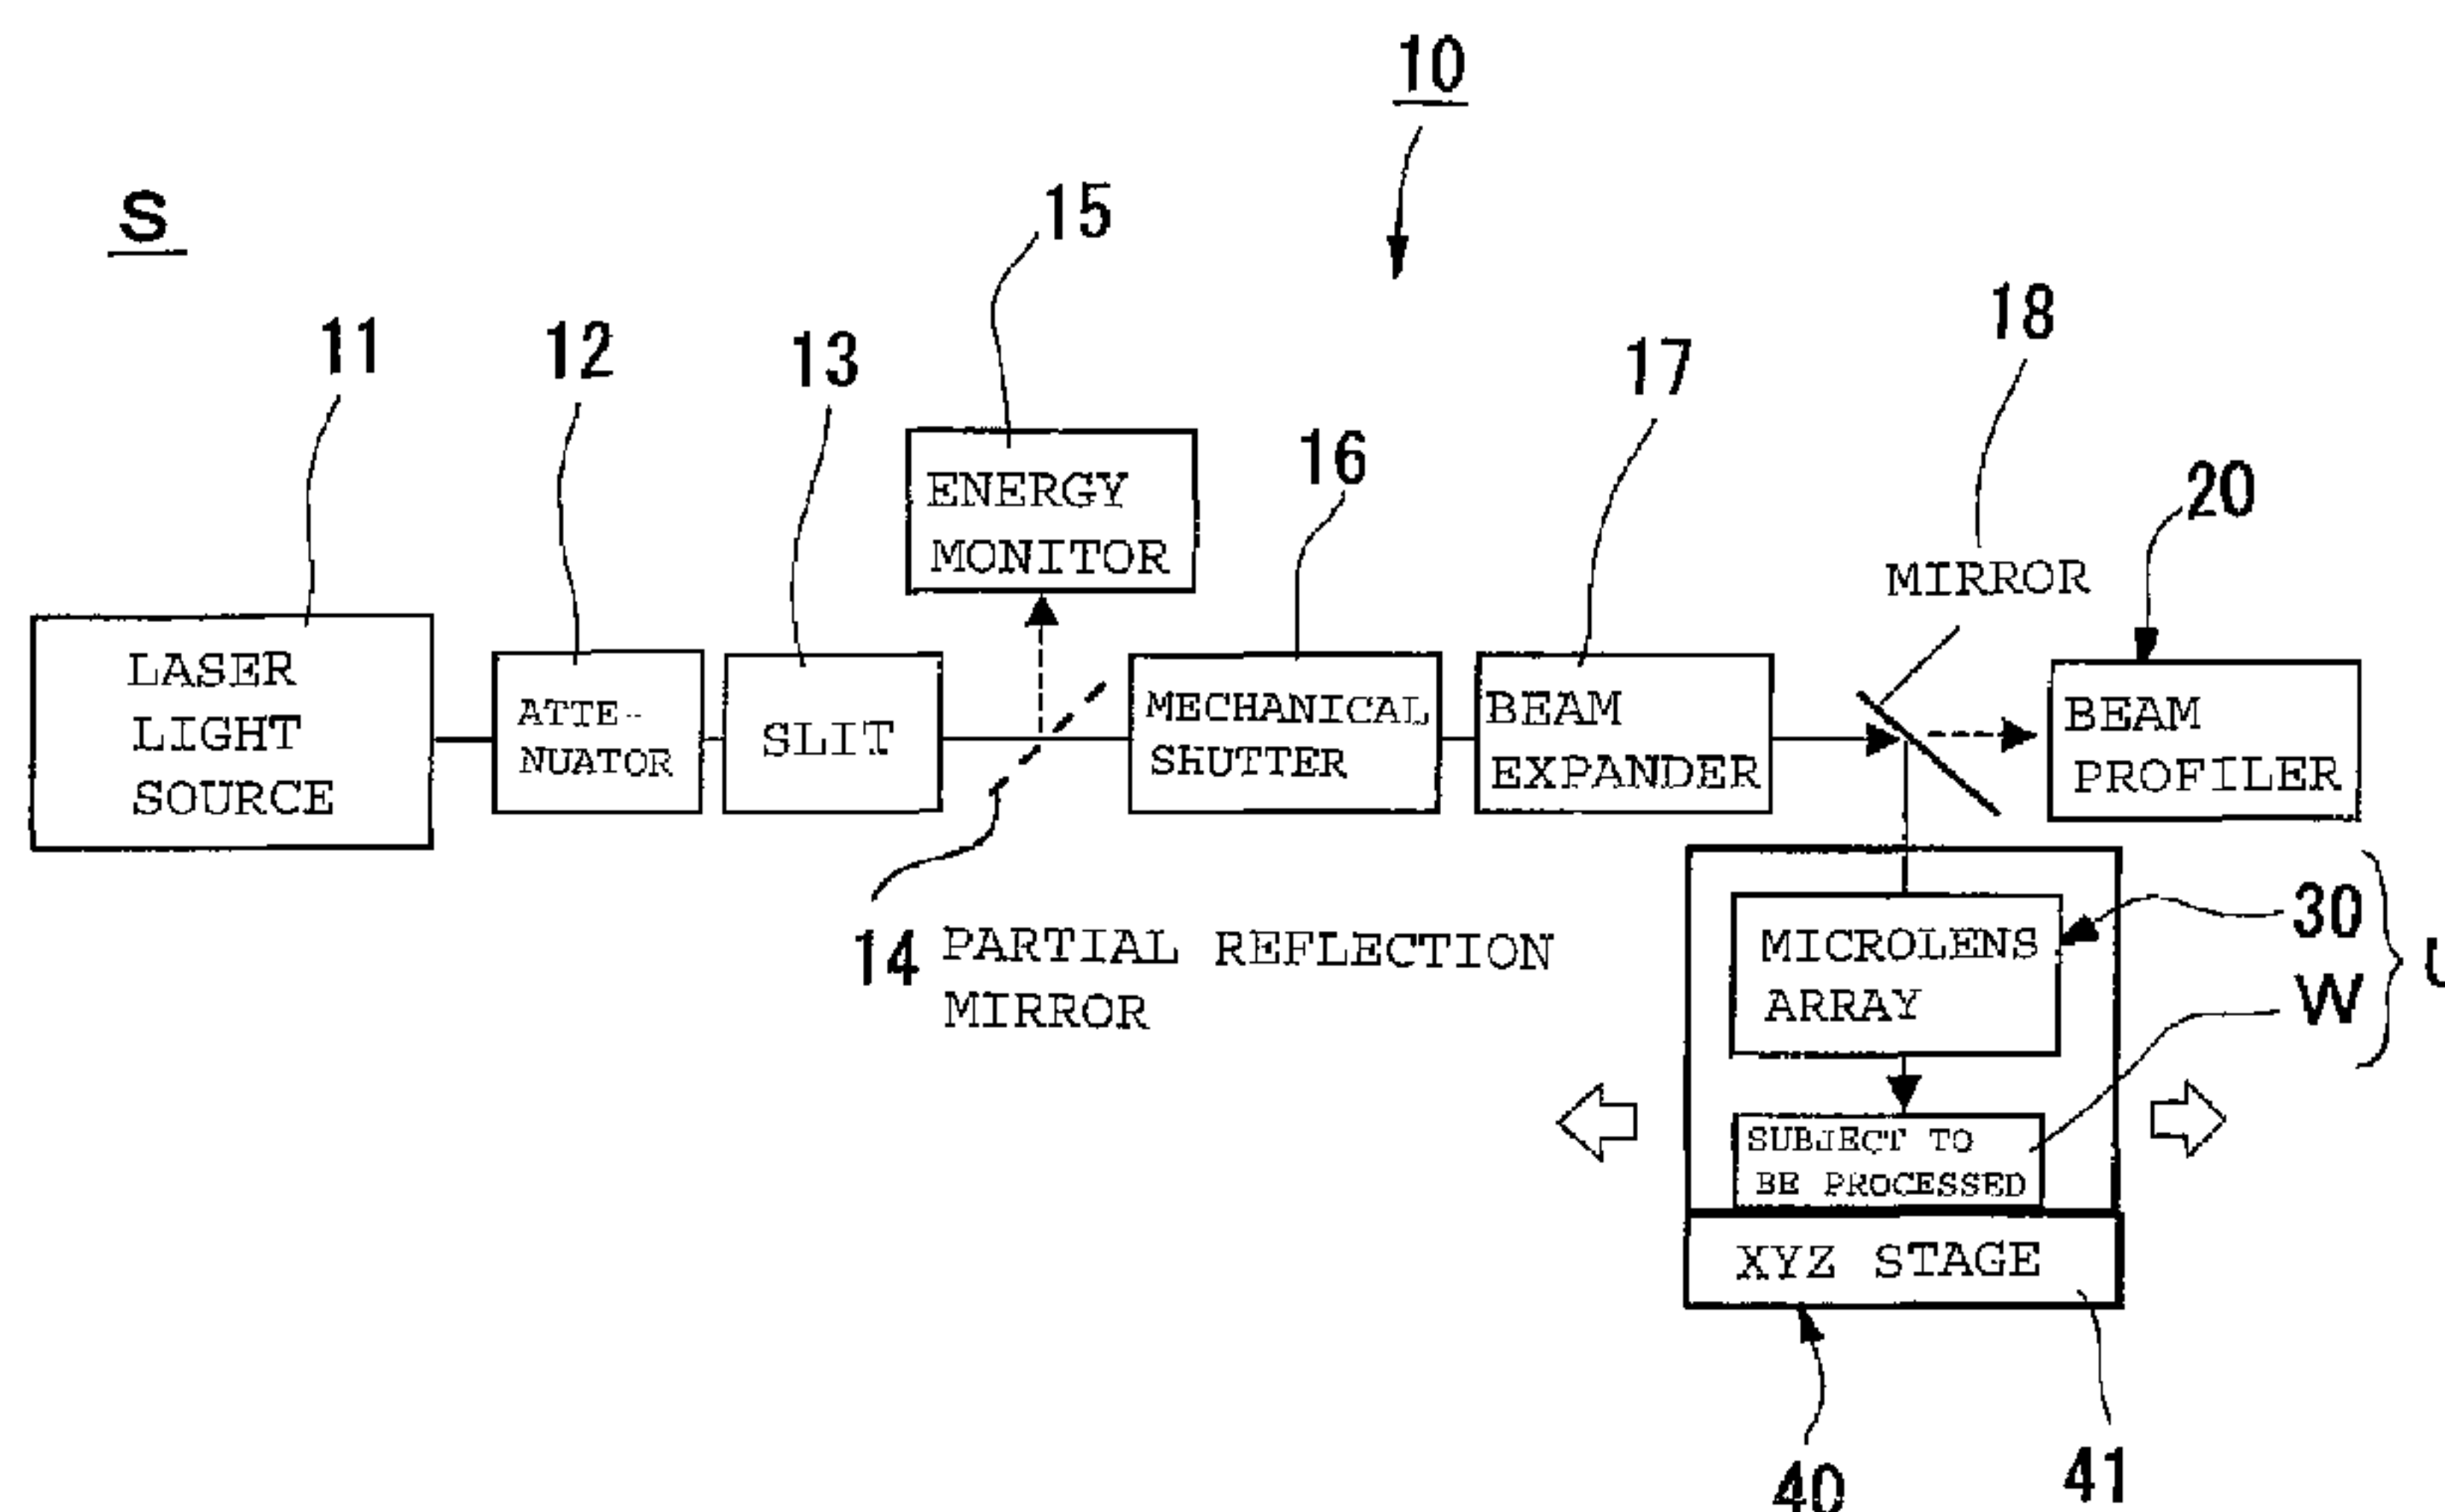 10
S
15
11
12
13
18
17
16
20
ENERGY
MONITOR
MIRROR
LASER
LIGHT
SOURCE
ATTE-
NUATOR
SLIT
MECHANICAL
SHUTTER
BEAM
EXPANDER
BEAM
PROFILER
14 PARTIAL REFLECTION
MIRROR
MICROLENS
ARRAY
30
W
SUBJECT TO
BE PROCESSED
XYZ STAGE
40
41